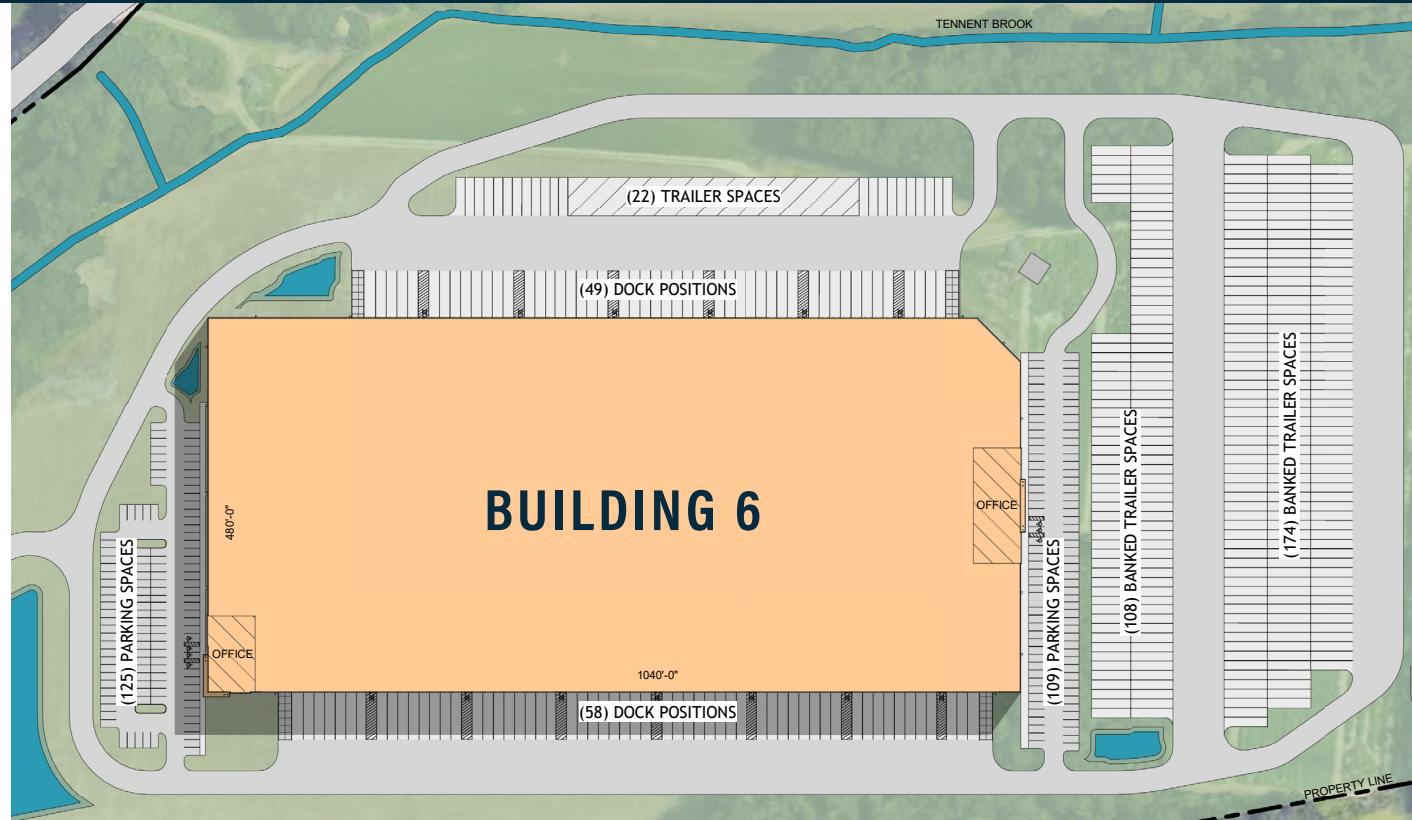 TENNENT BROOK
(22) TRAILER SPACES
(49) DOCK POSITIONS
BUILDING 6
480'-0"
OFFICE
OFFICE
1040'-0"
(58) DOCK POSITIONS
(125) PARKING SPACES
(109) PARKING SPACES
(108) BANKED TRAILER SPACES
(174) BANKED TRAILER SPACES
PROPERTY LINE